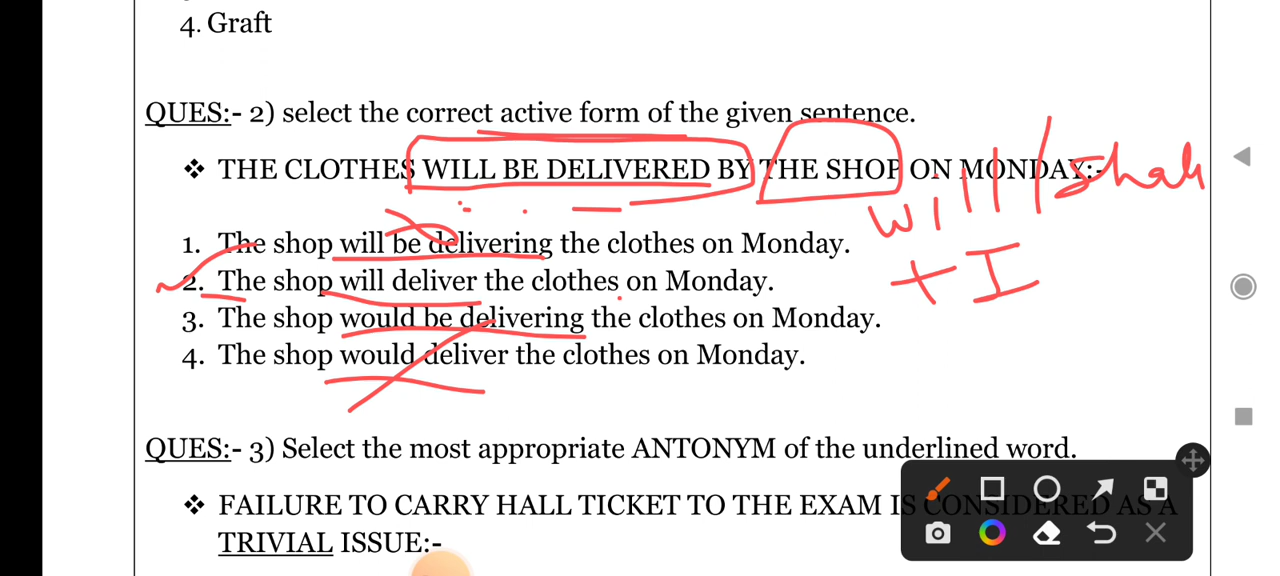 4. Graft
QUES:- 2) select the correct active form of the given sentence.
❖ THE CLOTHES WILL BE DELIVERED BY THE SHOP ON MONDAY:-
will/shall
+ I
1. The shop will be delivering the clothes on Monday.
2. The shop will deliver the clothes on Monday.
3. The shop would be delivering the clothes on Monday.
4. The shop would deliver the clothes on Monday.
QUES:- 3) Select the most appropriate ANTONYM of the underlined word.
❖ FAILURE TO CARRY HALL TICKET TO THE EXAM IS CONSIDERED AS A
TRIVIAL ISSUE:-